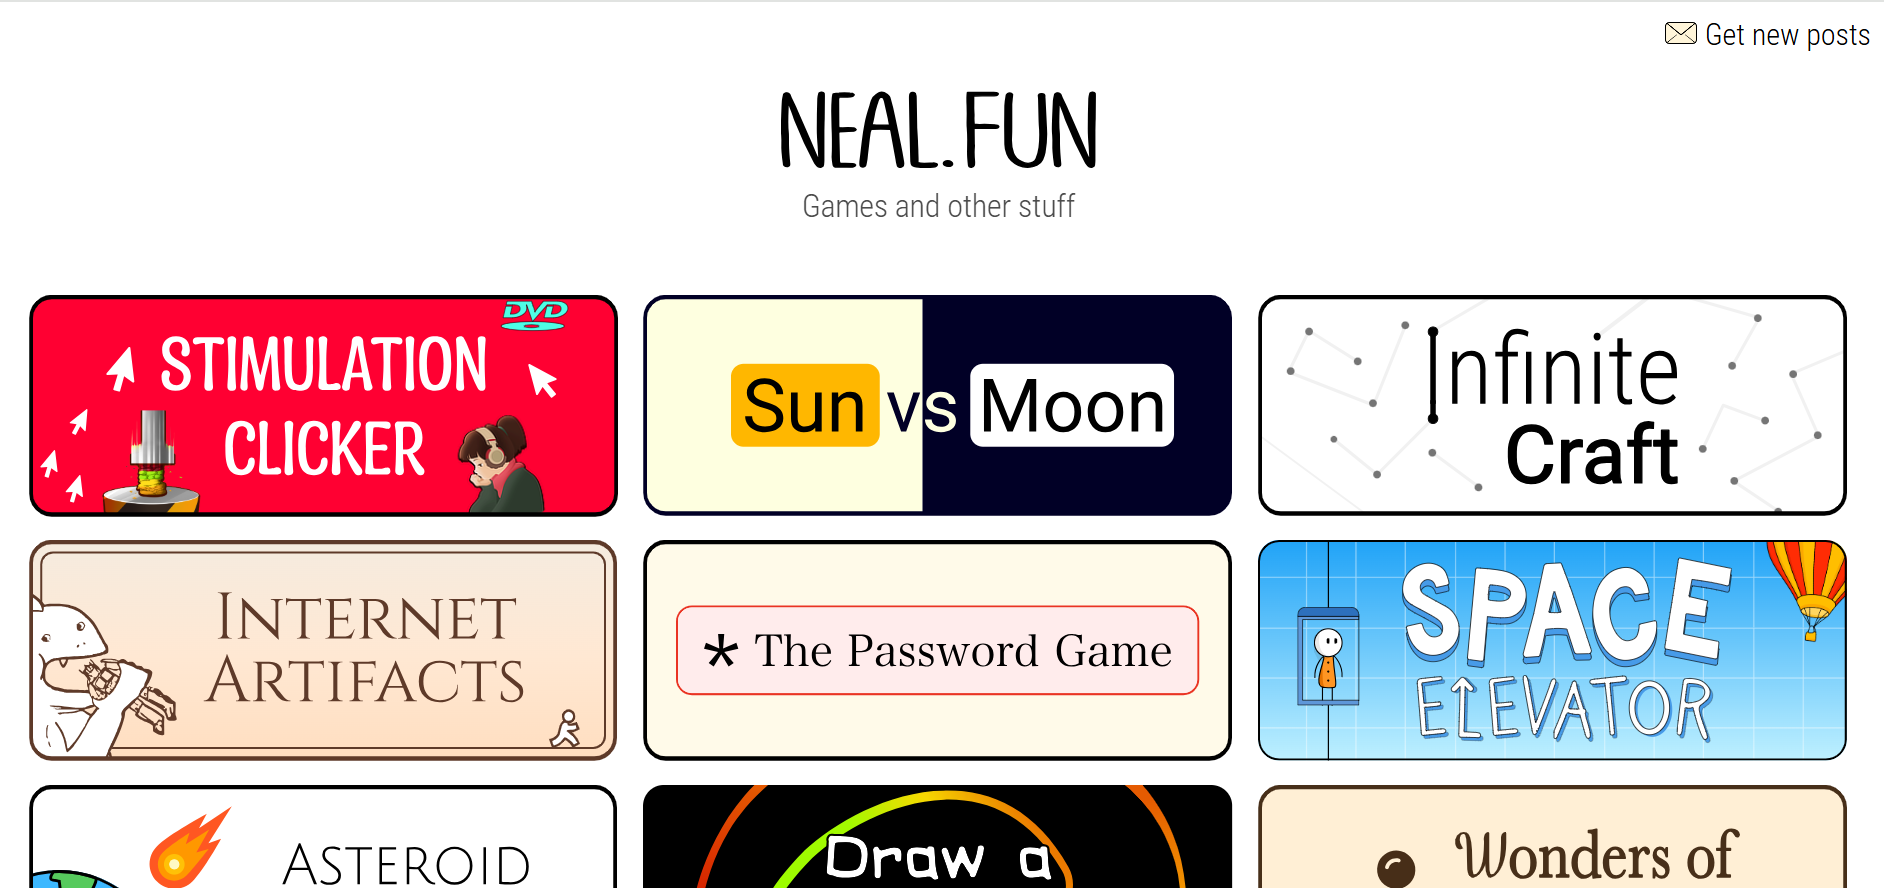 Get new posts
NEAL.FUN
Games and other stuff
DVD
STIMULATION
CLICKER
Sun vs Moon
Infinite
Craft
INTERNET
ARTIFACTS
* The Password Game
SPACE
ELEVATOR
ASTEROID
Draw a
Wonders of